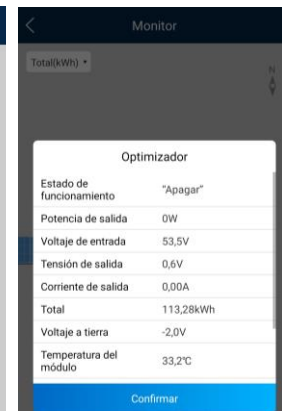 Monitor
Total(kWh)
N
Optimizador
Estado de
funcionamiento
"Apagar"
Potencia de salida 0W
Voltaje de entrada 53,5V
Tensión de salida 0,6V
Corriente de salida 0,00A
Total 113,28kWh
Voltaje a tierra -2,0V
Temperatura del
módulo
33,2℃
Confirmar